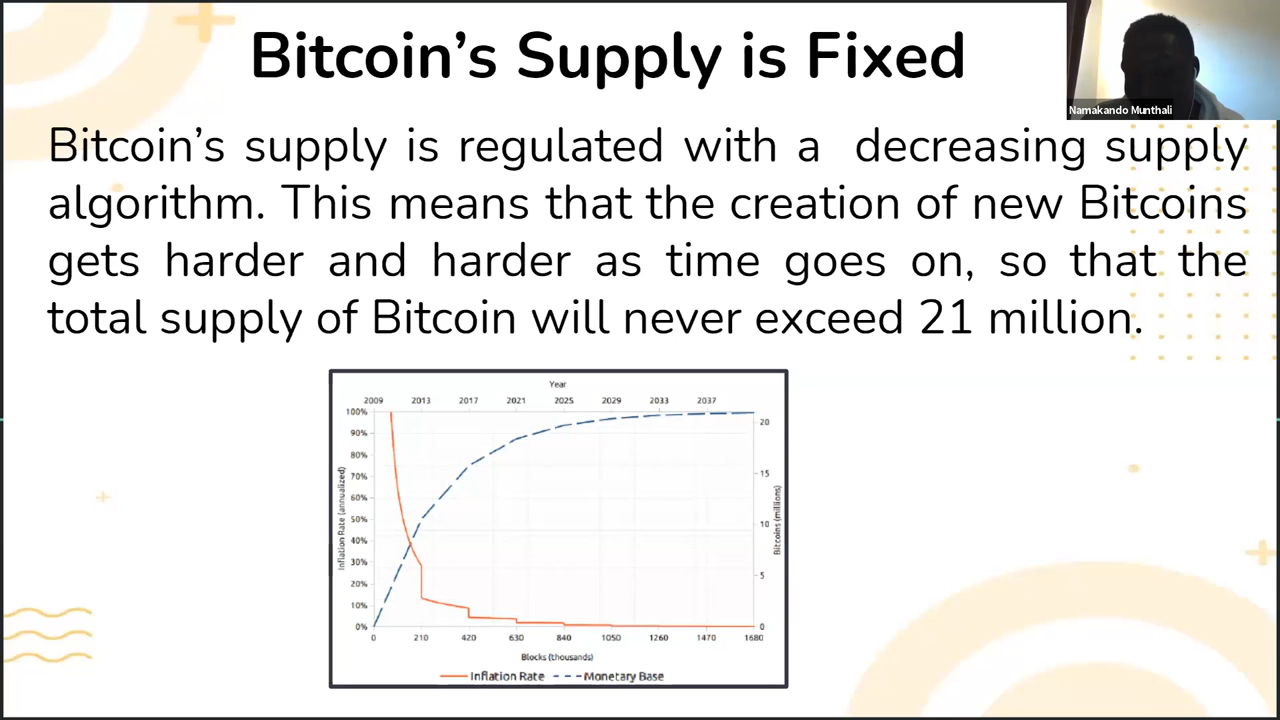 Bitcoin’s Supply is Fixed
Namakando Munthali
Bitcoin’s supply is regulated with a decreasing supply
algorithm. This means that the creation of new Bitcoins
gets harder and harder as time goes on, so that the
total supply of Bitcoin will never exceed 21 million.
Year
2009 2013 2017 2021 2025 2029 2033 2037
100%
90%
80%
70%
60%
50%
40%
30%
20%
10%
0%
Inflation Rate (annualized)
20
15
10
5
0
Bitcoins (millions)
0 210 420 630 840 1050 1260 1470 1680
Blocks (thousands)
Inflation Rate Monetary Base